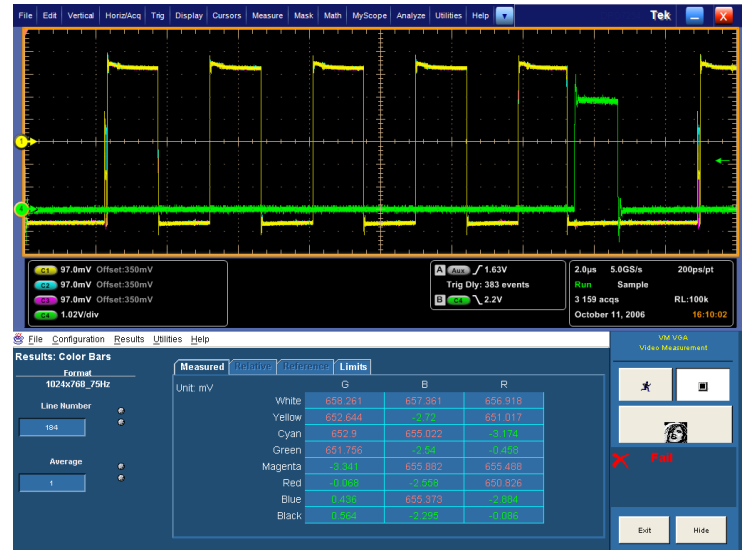 File Edit Vertical Horiz/Acq Trig Display Cursors Measure Mask Math MyScope Analyze Utilities Help Tek X
1
4
C1 97.0mV Offset:350mV
C2 97.0mV Offset:350mV
C3 97.0mV Offset:350mV
C4 1.02V/div
A Aux 1.63V
Trig Dly: 383 events
B C4 2.2V
2.0µs 5.0GS/s 200ps/pt
Run Sample
3 159 acqs RL:100k
October 11, 2006 16:10:02
File Configuration Results Utilities Help
Results: Color Bars
Format
1024x768_75Hz
Line Number
184
Average
1
Measured Relative Reference Limits
Unit: mV G B R
White 658.261 657.361 656.918
Yellow 652.644 -2.72 651.017
Cyan 652.9 655.022 -3.174
Green 651.756 -2.54 -0.458
Magenta -3.341 655.882 655.488
Red -0.068 -2.558 650.826
Blue 0.436 655.373 -2.884
Black 0.564 -2.295 -0.086
VM VGA
Video Measurement
Fail
Exit Hide